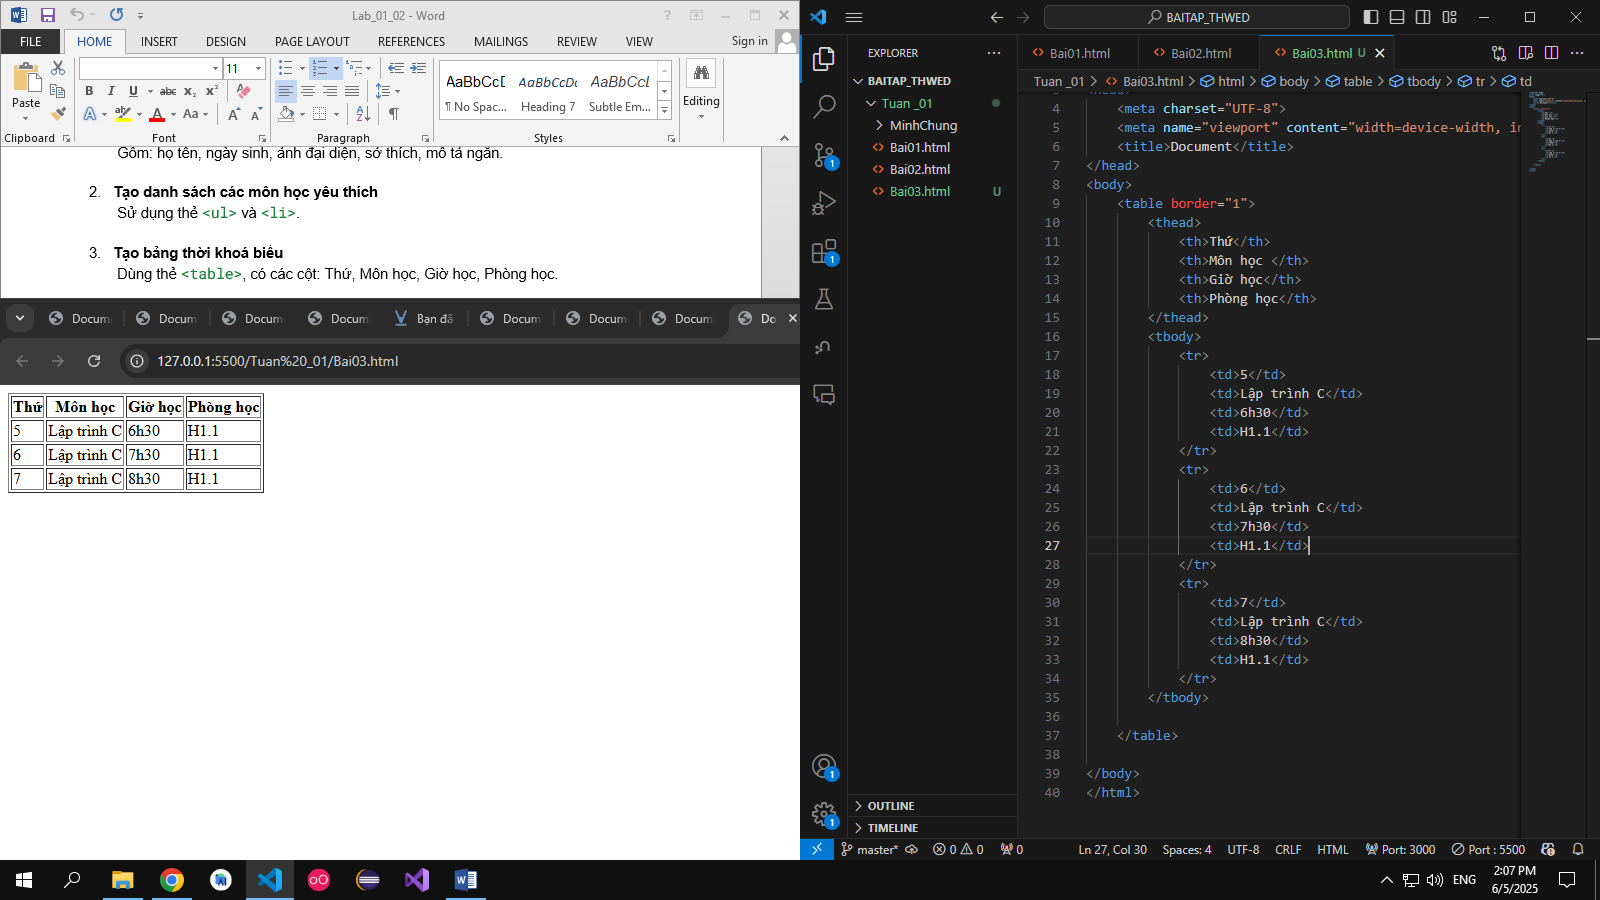 Lab_01_02 - Word
FILE HOME INSERT DESIGN PAGE LAYOUT REFERENCES MAILINGS REVIEW VIEW Sign in
Paste
11
B I U abc x₂ x²
A ab A Aa A A
AaBbCcD AaBbCcDc AaBbCcL
¶ No Spac... Heading 7 Subtle Em...
Editing
Clipboard Font Paragraph Styles
Gồm: họ tên, ngày sinh, ảnh đại diện, sở thích, mô tả ngắn.
2. Tạo danh sách các môn học yêu thích
Sử dụng thẻ <ul> và <li>.
3. Tạo bảng thời khoá biểu
Dùng thẻ <table>, có các cột: Thứ, Môn học, Giờ học, Phòng học.
Docum Docum Docum Docum Bạn đã Docum Docum Docum Do
127.0.0.1:5500/Tuan%20_01/Bai03.html
Thứ Môn học Giờ học Phòng học
5 Lập trình C 6h30 H1.1
6 Lập trình C 7h30 H1.1
7 Lập trình C 8h30 H1.1
BAITAP_THWED
EXPLORER
BAITAP_THWED
Tuan _01
MinhChung
Bai01.html
Bai02.html
Bai03.html U
OUTLINE
TIMELINE
1
1
1
1
Bai01.html Bai02.html Bai03.html U
Tuan _01 > Bai03.html > html > body > table > tbody > tr > td
4 <meta charset="UTF-8">
5 <meta name="viewport" content="width=device-width, in
6 <title>Document</title>
7 </head>
8 <body>
9 <table border="1">
10 <thead>
11 <th>Thứ</th>
12 <th>Môn học </th>
13 <th>Giờ học</th>
14 <th>Phòng học</th>
15 </thead>
16 <tbody>
17 <tr>
18 <td>5</td>
19 <td>Lập trình C</td>
20 <td>6h30</td>
21 <td>H1.1</td>
22 </tr>
23 <tr>
24 <td>6</td>
25 <td>Lập trình C</td>
26 <td>7h30</td>
27 <td>H1.1</td>
28 </tr>
29 <tr>
30 <td>7</td>
31 <td>Lập trình C</td>
32 <td>8h30</td>
33 <td>H1.1</td>
34 </tr>
35 </tbody>
36
37 </table>
38
39 </body>
40 </html>
master* 0 0 0 Ln 27, Col 30 Spaces: 4 UTF-8 CRLF HTML Port: 3000 Port : 5500
ENG
2:07 PM
6/5/2025